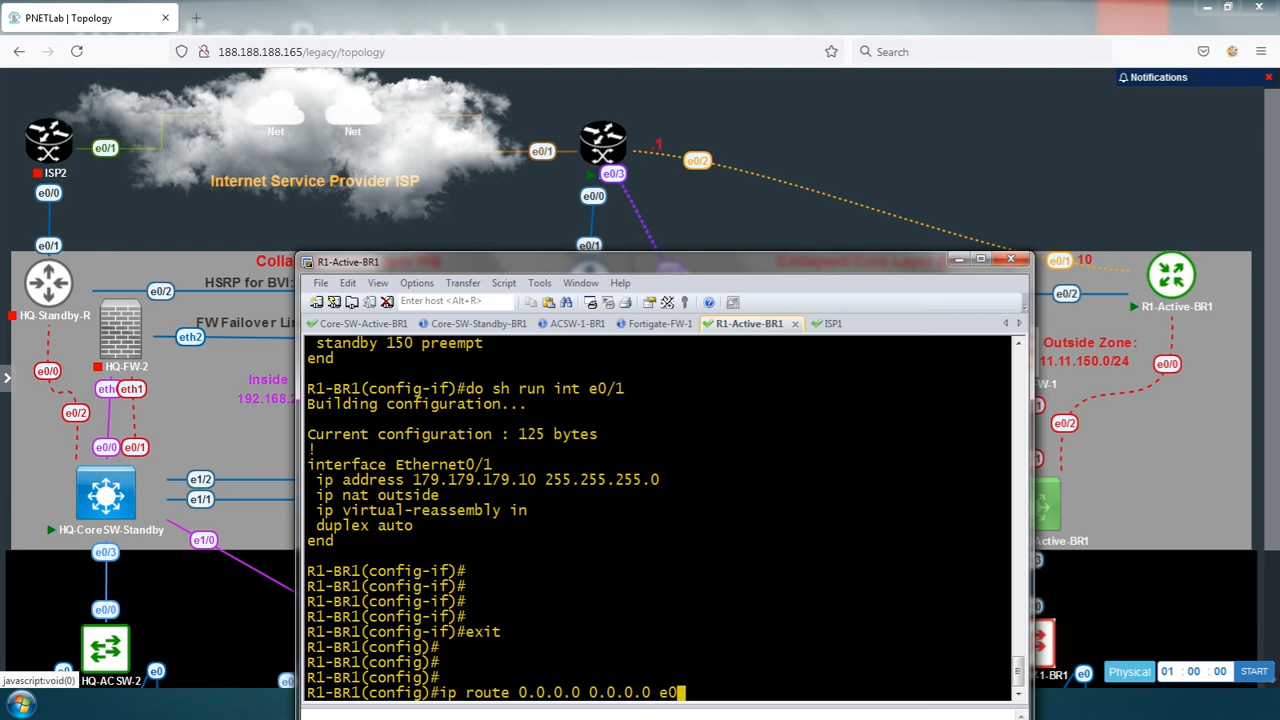 PNETLab | Topology
188.188.188.165/legacy/topology
Search
Notifications
Net
Net
ISP2
e0/1
e0/1
.1
e0/2
Internet Service Provider ISP
e0/3
e0/0
e0/0
e0/1
e0/1
R1-Active-BR1
File Edit View Options Transfer Script Tools Window Help
Enter host <Alt+R>
Core-SW-Active-BR1
Core-SW-Standby-BR1
ACSW-1-BR1
Fortigate-FW-1
R1-Active-BR1
ISP1
standby 150 preempt
end
R1-BR1(config-if)#do sh run int e0/1
Building configuration...
Current configuration : 125 bytes
!
interface Ethernet0/1
ip address 179.179.179.10 255.255.255.0
ip nat outside
ip virtual-reassembly in
duplex auto
end
R1-BR1(config-if)#
R1-BR1(config-if)#
R1-BR1(config-if)#
R1-BR1(config-if)#
R1-BR1(config-if)#exit
R1-BR1(config)#
R1-BR1(config)#
R1-BR1(config)#
R1-BR1(config)#ip route 0.0.0.0 0.0.0.0 e0
HSRP for BVI:
e0/2
HQ-Standby-R
FW Failover
eth2
HQ-FW-2
e0/0
eth1
Inside
e0/2
e0/0
e0/1
HQ-Core SW-Standby
e1/2
e1/1
e0/3
e1/0
e0/0
HQ-AC SW-2
e0
javascript:void(0)
e0/1
10
e0/2
R1-Active-BR1
Outside Zone:
11.11.150.0/24
e0/0
e0/2
Active-BR1
e0
Physical
01 : 00 : 00
START